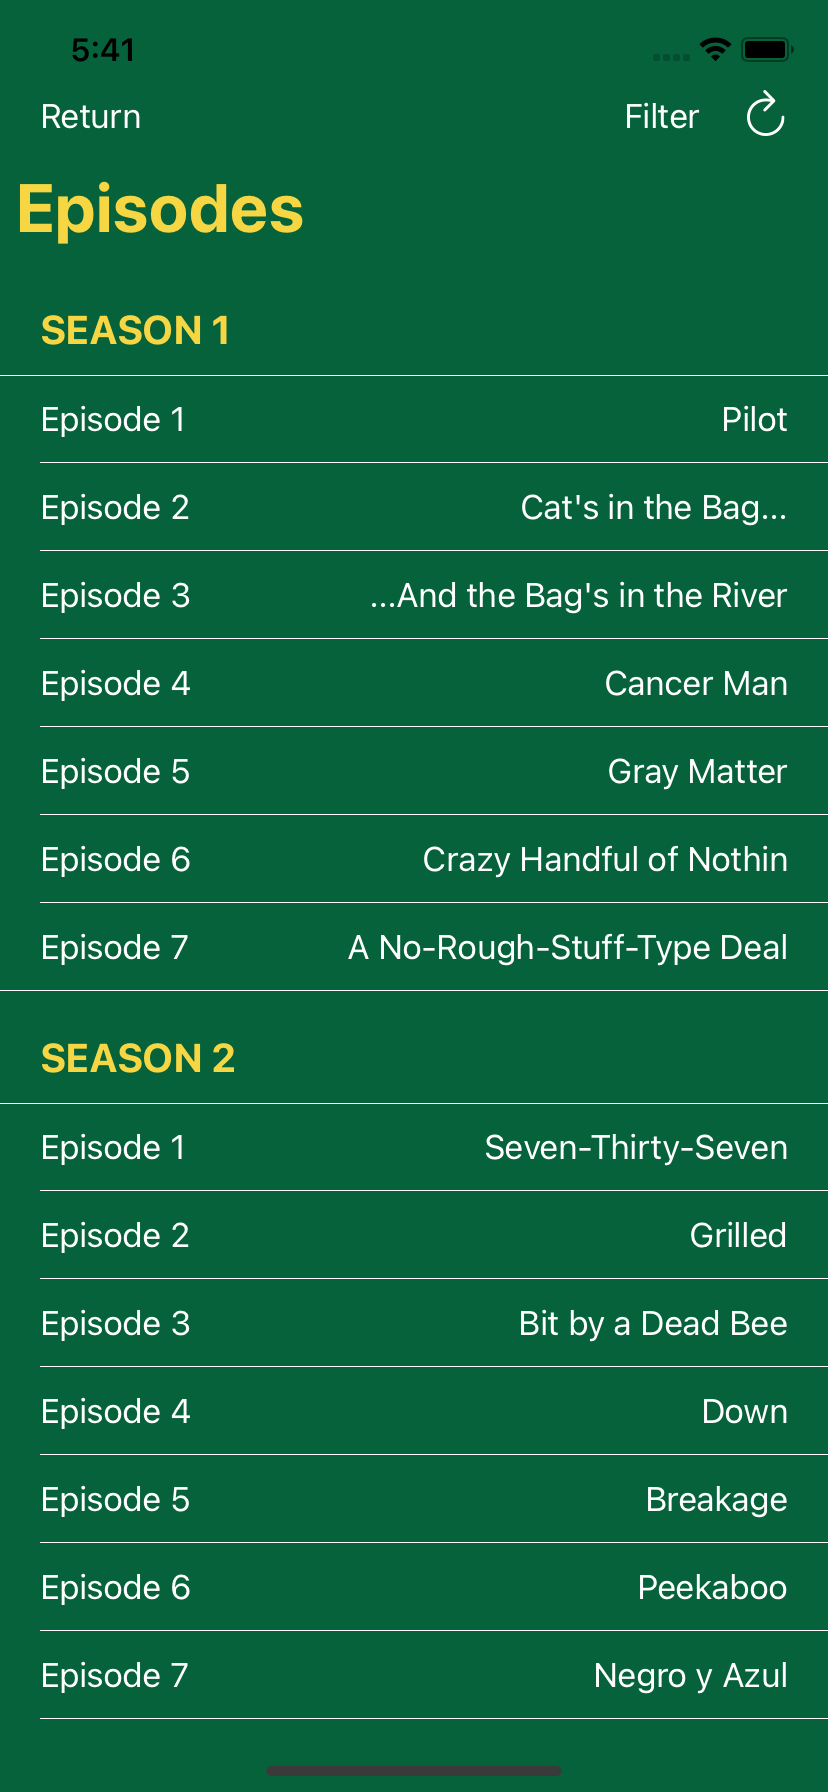 5:41
Return Filter
Episodes
SEASON 1
Episode 1 Pilot
Episode 2 Cat's in the Bag...
Episode 3 ...And the Bag's in the River
Episode 4 Cancer Man
Episode 5 Gray Matter
Episode 6 Crazy Handful of Nothin
Episode 7 A No-Rough-Stuff-Type Deal
SEASON 2
Episode 1 Seven-Thirty-Seven
Episode 2 Grilled
Episode 3 Bit by a Dead Bee
Episode 4 Down
Episode 5 Breakage
Episode 6 Peekaboo
Episode 7 Negro y Azul